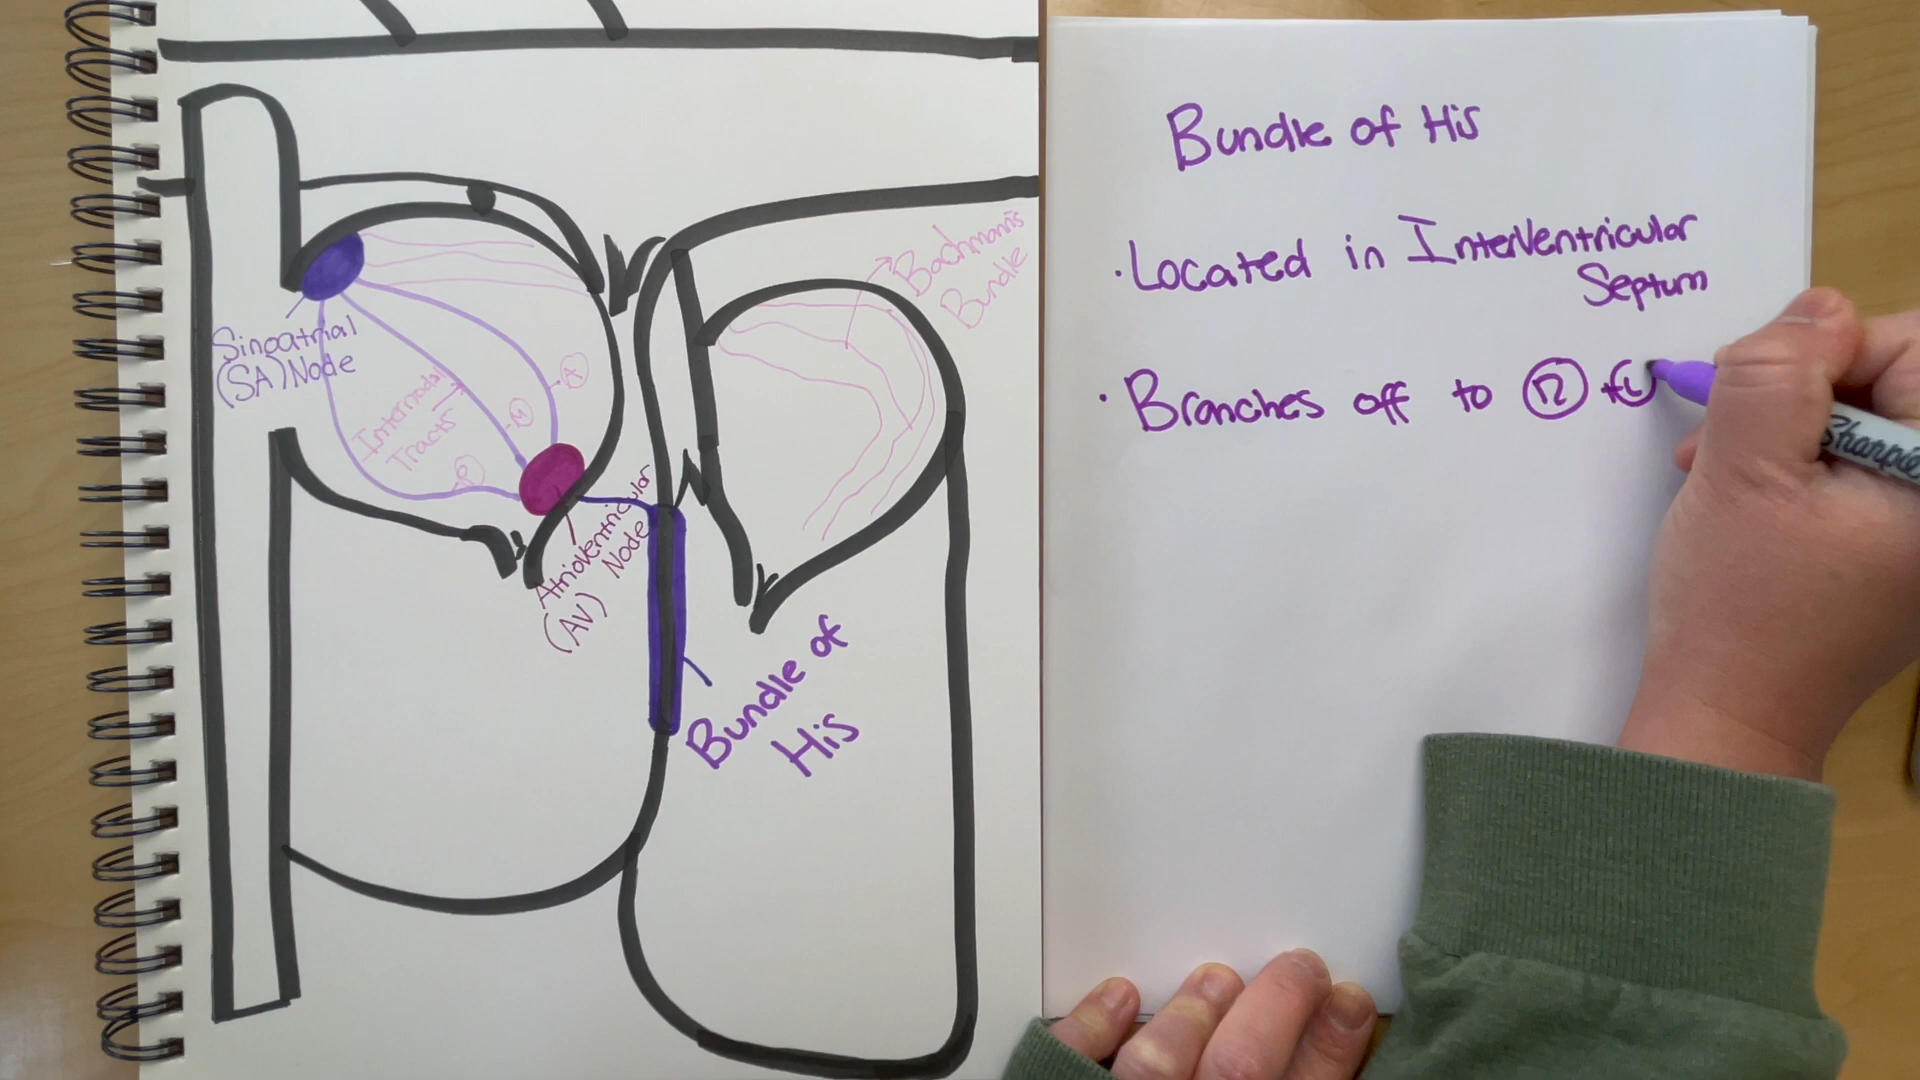 Sinoatrial
(SA) Node
Internodal
Tracts
A
M
P
Atrioventricular
Node
(AV)
Bachmann's
Bundle
Bundle of
His
Bundle of His
· Located in Interventricular
Septum
· Branches off to R + L
Sharpie